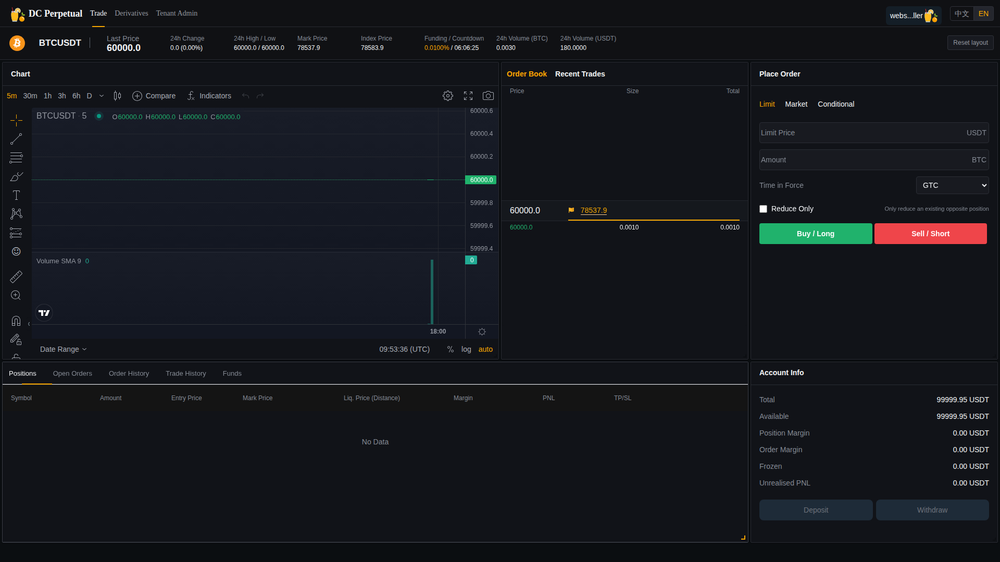 DC Perpetual Trade Derivatives Tenant Admin webs...ller 中文 EN
BTCUSDT
Last Price
60000.0
24h Change
0.0 (0.00%)
24h High / Low
60000.0 / 60000.0
Mark Price
78537.9
Index Price
78583.9
Funding / Countdown
0.0100% / 06:06:25
24h Volume (BTC)
0.0030
24h Volume (USDT)
180.0000
Reset layout
Chart
5m 30m 1h 3h 6h D Compare Indicators
BTCUSDT · 5 O60000.0 H60000.0 L60000.0 C60000.0
60000.6
60000.4
60000.2
60000.0
59999.8
59999.6
59999.4
Volume SMA 9 0
0
18:00
Date Range 09:53:36 (UTC) % log auto
Order Book Recent Trades
Price Size Total
60000.0 78537.9
60000.0 0.0010 0.0010
Place Order
Limit Market Conditional
Limit Price USDT
Amount BTC
Time in Force GTC
Reduce Only Only reduce an existing opposite position
Buy / Long Sell / Short
Positions Open Orders Order History Trade History Funds
Symbol Amount Entry Price Mark Price Liq. Price (Distance) Margin PNL TP/SL
No Data
Account Info
Total 99999.95 USDT
Available 99999.95 USDT
Position Margin 0.00 USDT
Order Margin 0.00 USDT
Frozen 0.00 USDT
Unrealised PNL 0.00 USDT
Deposit Withdraw